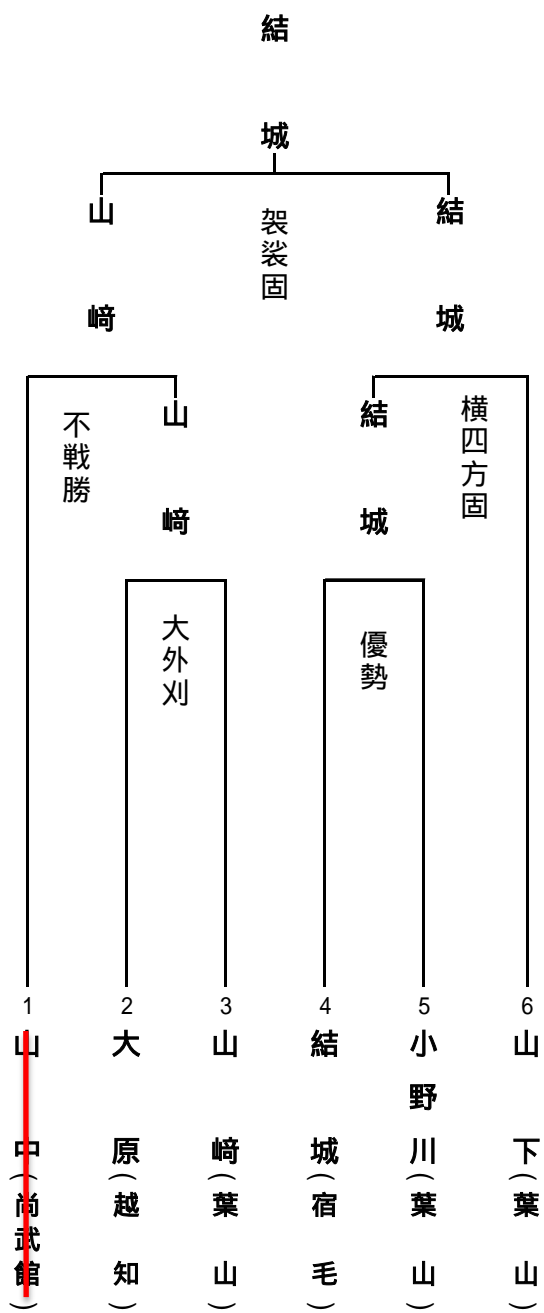 結城
山﨑
袈裟固
結城
不戦勝
山﨑
結城
横四方固
大外刈
優勢
1
2
3
4
5
6
山中(尚武館)
大原(越知)
山﨑(葉山)
結城(宿毛)
小野川(葉山)
山下(葉山)